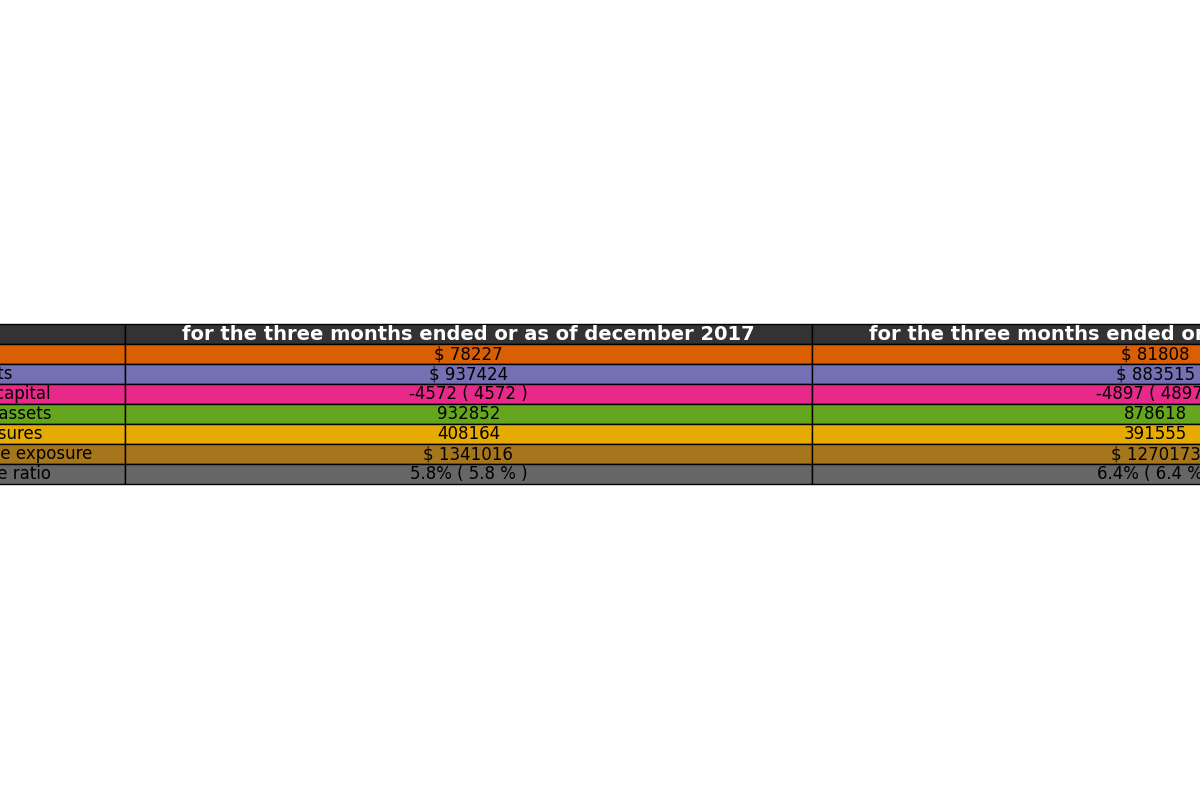 for the three months ended or as of december 2017 for the three months ended or
$ 78227 $ 81808
ts $ 937424 $ 883515
capital -4572 ( 4572 ) -4897 ( 4897
assets 932852 878618
sures 408164 391555
e exposure $ 1341016 $ 1270173
e ratio 5.8% ( 5.8 % ) 6.4% ( 6.4 %